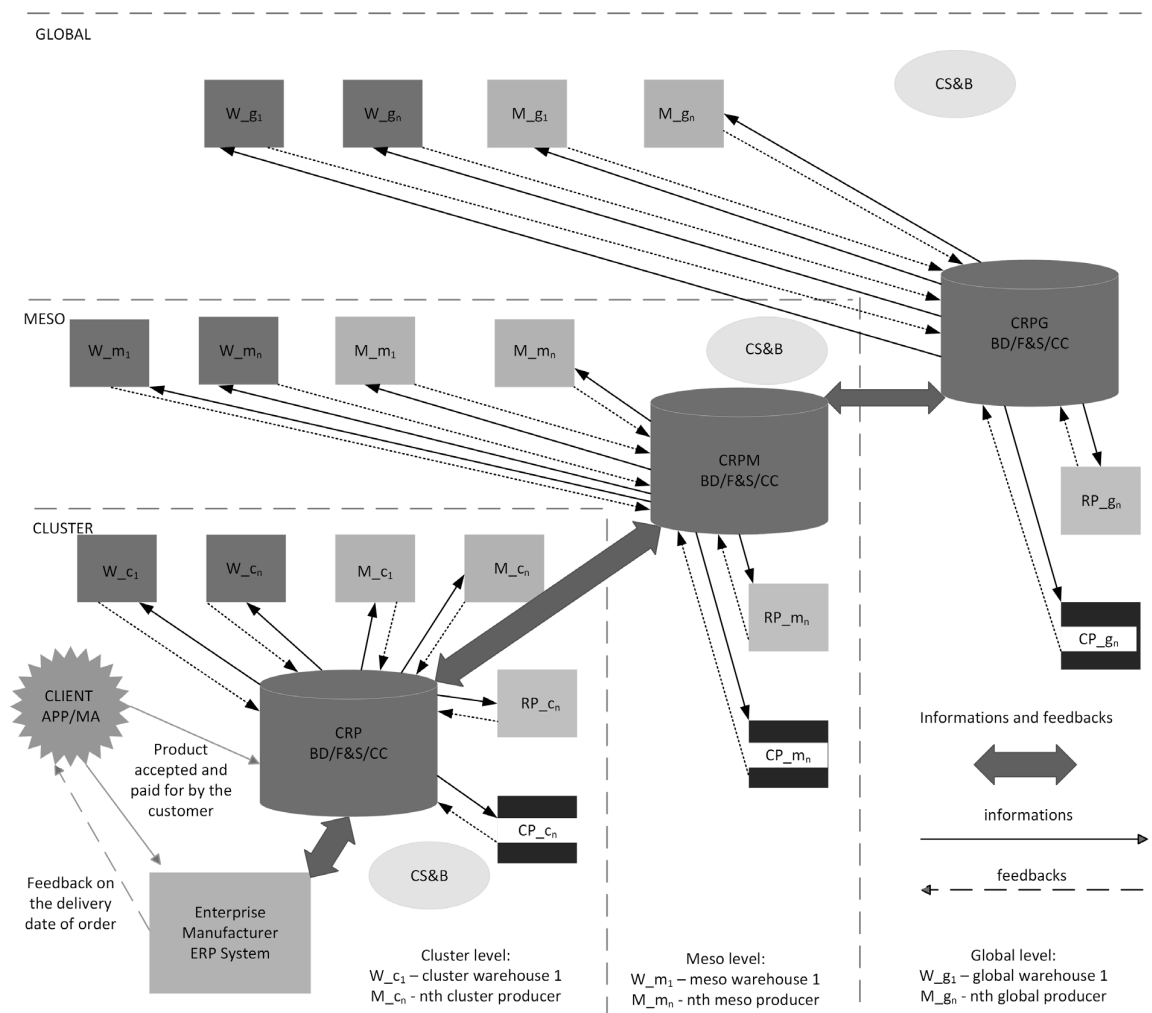 GLOBAL
CS&B
W_g₁
W_gₙ
M_g₁
M_gₙ
CRPG
BD/F&S/CC
MESO
W_m₁
W_mₙ
M_m₁
M_mₙ
CS&B
CRPM
BD/F&S/CC
RP_gₙ
CLUSTER
W_c₁
W_cₙ
M_c₁
M_cₙ
RP_mₙ
CP_gₙ
CLIENT
APP/MA
CRP
BD/F&S/CC
RP_cₙ
Product
accepted and
paid for by the
customer
CP_mₙ
Informations and feedbacks
informations
feedbacks
CP_cₙ
CS&B
Feedback on
the delivery
date of order
Enterprise
Manufacturer
ERP System
Cluster level:
W_c₁ – cluster warehouse 1
M_cₙ - nth cluster producer
Meso level:
W_m₁ – meso warehouse 1
M_mₙ - nth meso producer
Global level:
W_g₁ – global warehouse 1
M_gₙ - nth global producer